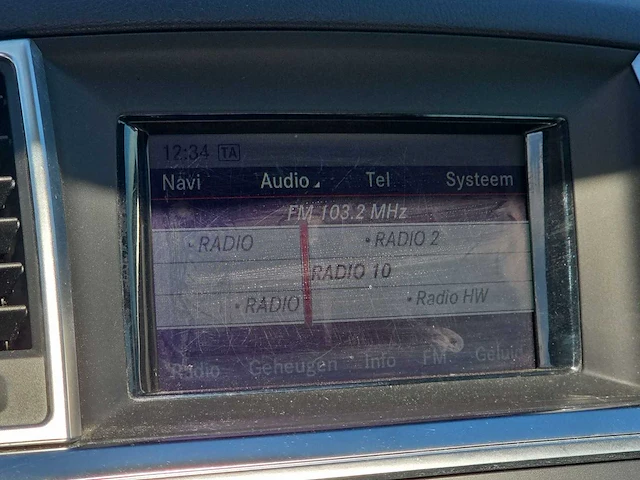 12:34 TA
Navi Audio Tel Systeem
FM 103.2 MHz
• RADIO • RADIO 2
RADIO 10
• RADIO • Radio HW
Radio Geheugen Info FM Geluid